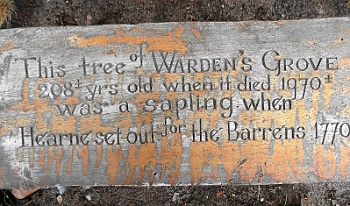 This tree of WARDEN'S GROVE
208± yrs old when it died 1970±
was a sapling when
Hearne set out for the Barrens 1770